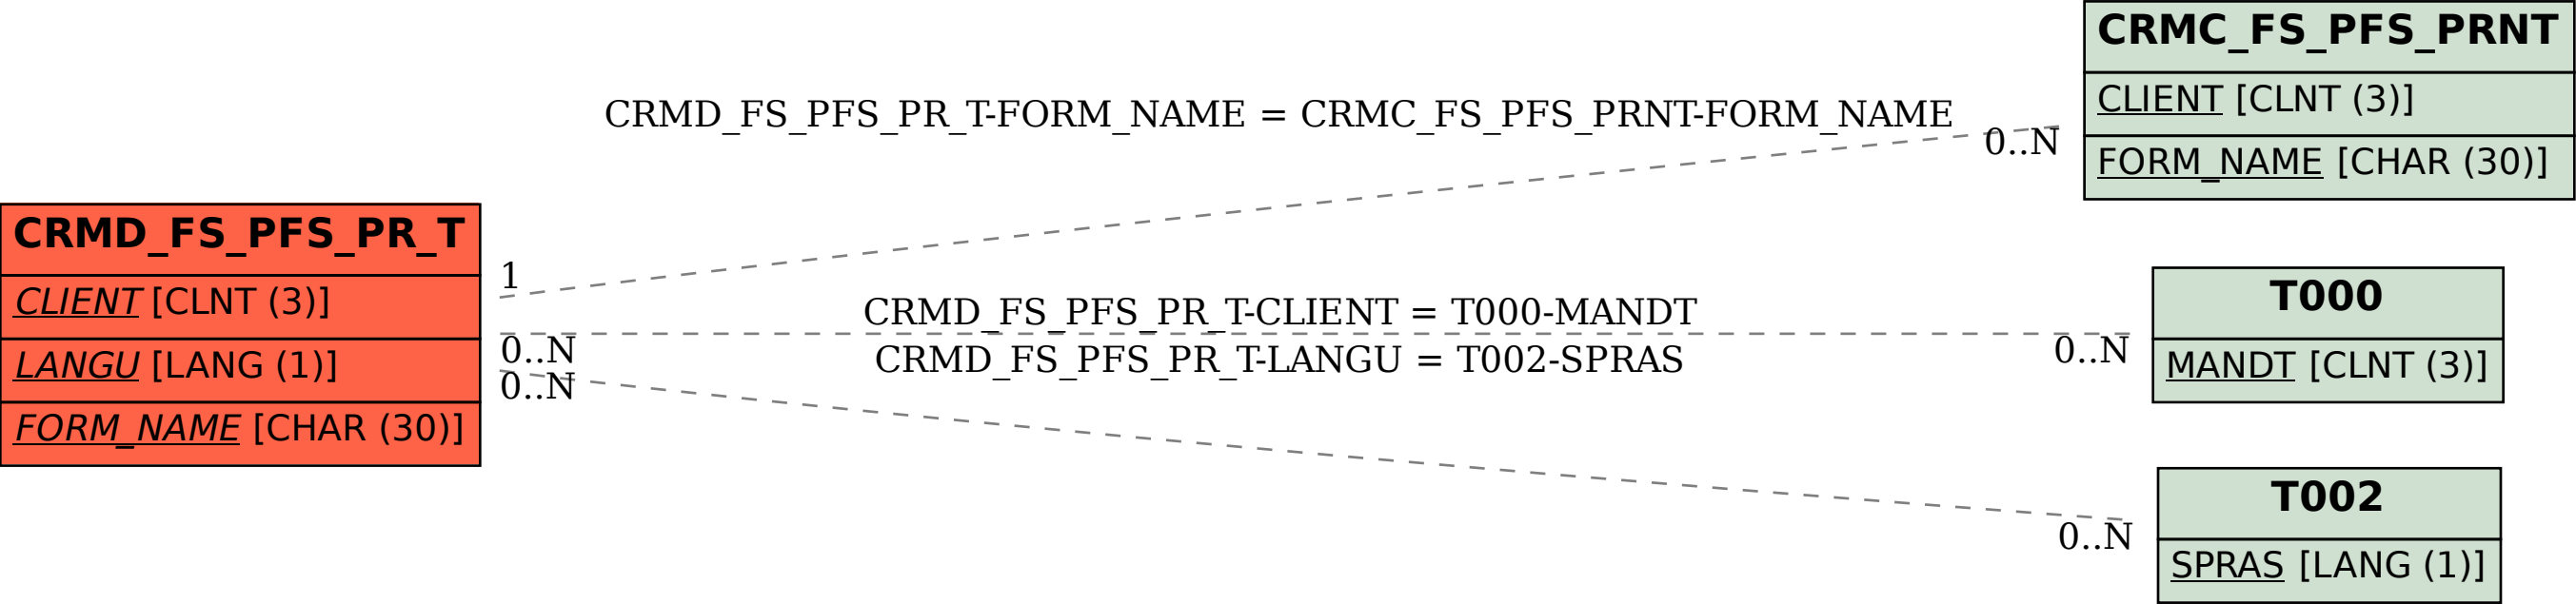 CRMC_FS_PFS_PRNT
CLIENT [CLNT (3)]
FORM_NAME [CHAR (30)]
CRMD_FS_PFS_PR_T-FORM_NAME = CRMC_FS_PFS_PRNT-FORM_NAME
0..N
1
CRMD_FS_PFS_PR_T
CLIENT [CLNT (3)]
LANGU [LANG (1)]
FORM_NAME [CHAR (30)]
CRMD_FS_PFS_PR_T-CLIENT = T000-MANDT
0..N
0..N
CRMD_FS_PFS_PR_T-LANGU = T002-SPRAS
0..N
0..N
T000
MANDT [CLNT (3)]
T002
SPRAS [LANG (1)]